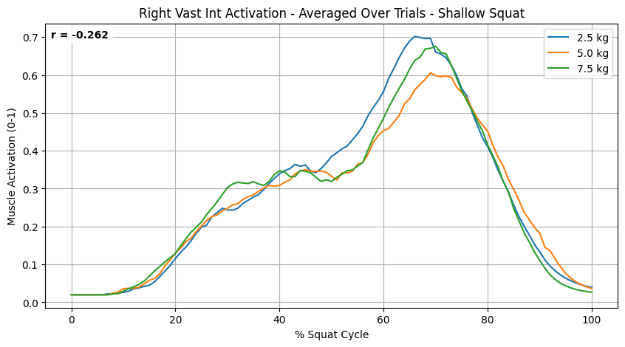 Right Vast Int Activation - Averaged Over Trials - Shallow Squat
r = -0.262
2.5 kg
5.0 kg
7.5 kg
Muscle Activation (0-1)
0.7
0.6
0.5
0.4
0.3
0.2
0.1
0.0
0 20 40 60 80 100
% Squat Cycle